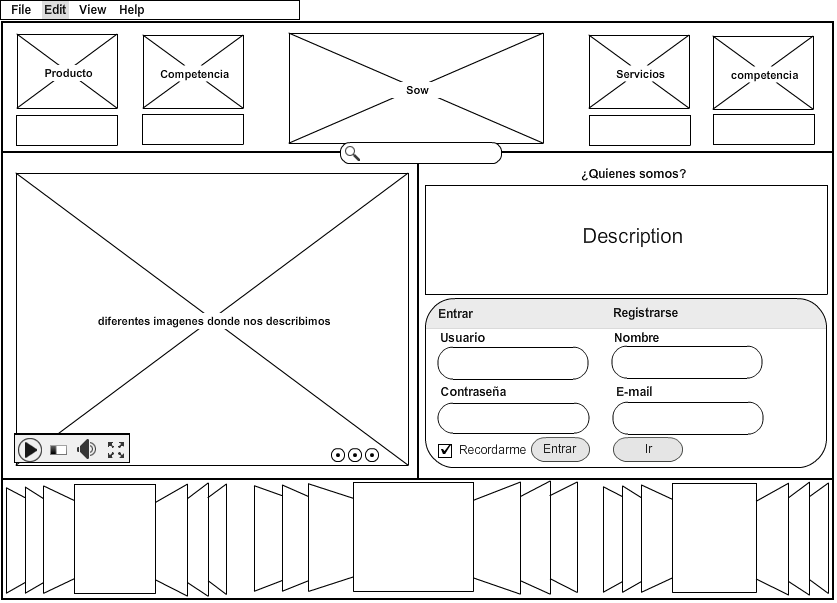 File Edit View Help
Producto
Competencia
Sow
Servicios
competencia
¿Quienes somos?
Description
diferentes imagenes donde nos describimos
Entrar
Registrarse
Usuario
Nombre
Contraseña
E-mail
Recordarme
Entrar
Ir